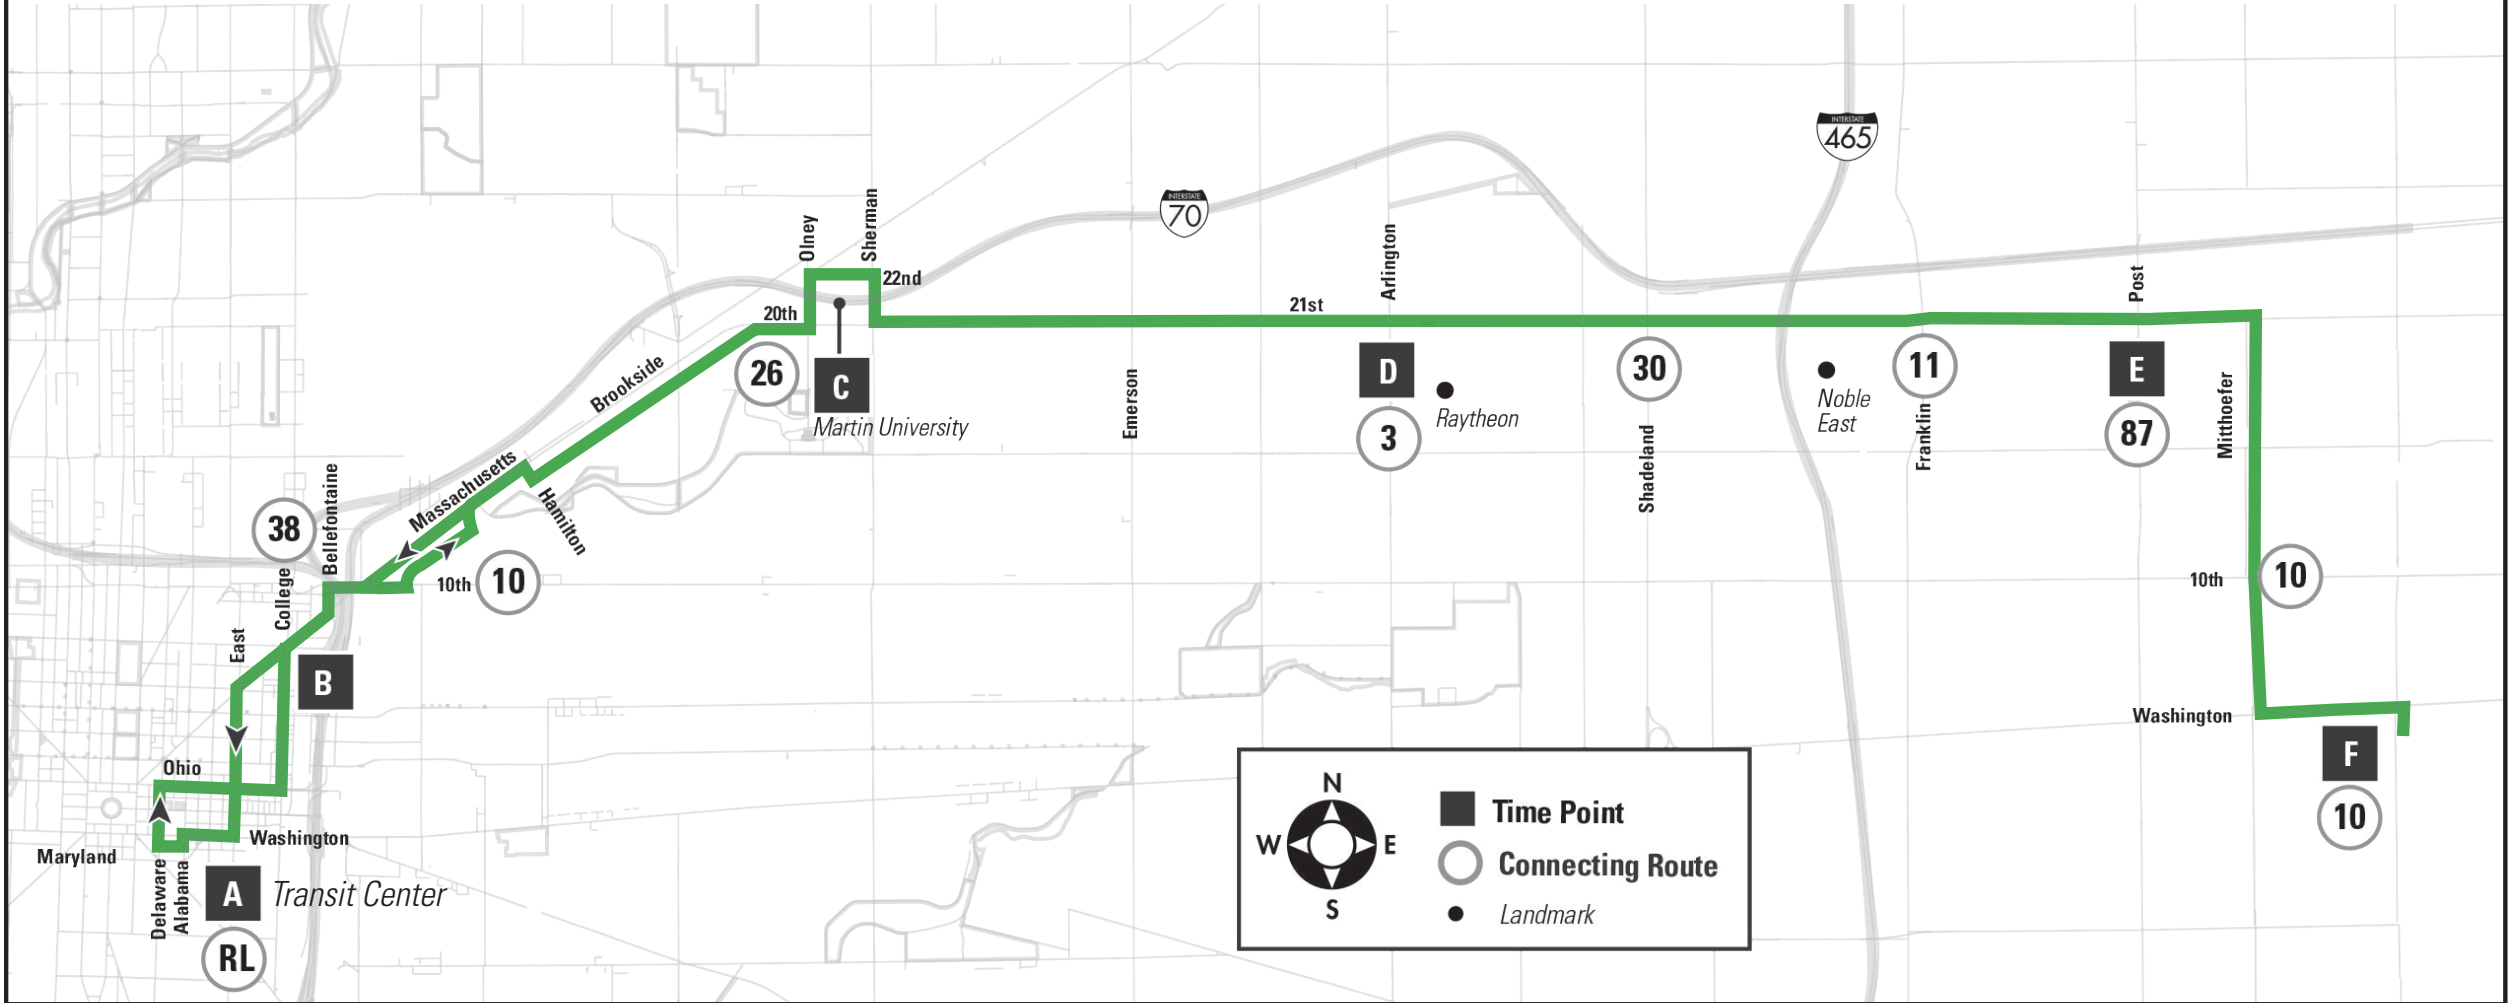 INTERSTATE
465
INTERSTATE
70
Olney
Sherman
22nd
20th
21st
Arlington
Post
26
C
Martin University
Brookside
Emerson
D
3
Raytheon
30
Shadeland
Noble
East
11
Franklin
E
87
Mitthoefer
Massachusetts
Hamilton
38
Bellefontaine
College
10th
10
10th
10
East
B
Washington
F
10
Ohio
Washington
Maryland
Delaware
Alabama
A
Transit Center
RL
N
W
E
S
Time Point
Connecting Route
Landmark